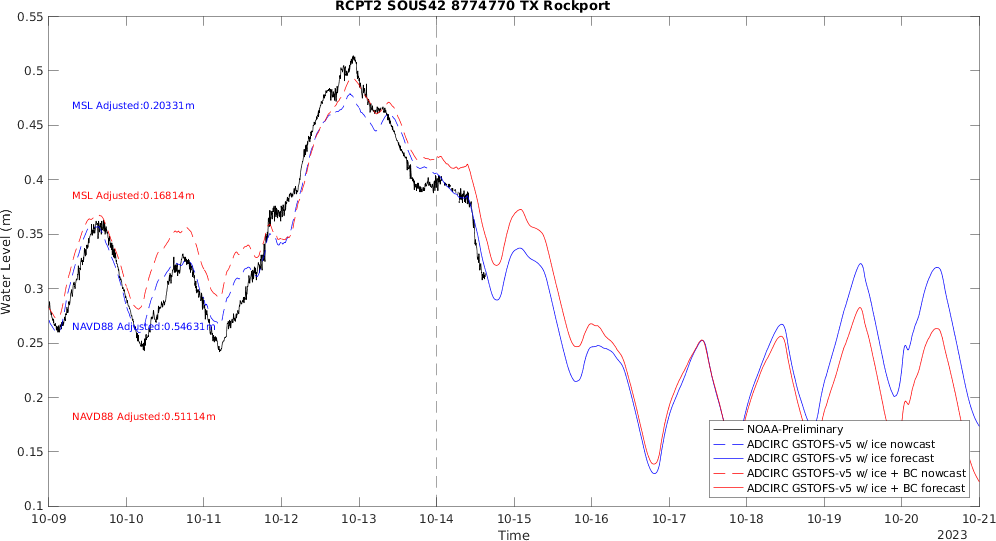 RCPT2 SOUS42 8774770 TX Rockport
0.55
0.5
0.45
0.4
0.35
0.3
0.25
0.2
0.15
0.1
Water Level (m)
MSL Adjusted:0.20331m
MSL Adjusted:0.16814m
NAVD88 Adjusted:0.54631m
NAVD88 Adjusted:0.51114m
NOAA-Preliminary
ADCIRC GSTOFS-v5 w/ ice nowcast
ADCIRC GSTOFS-v5 w/ ice forecast
ADCIRC GSTOFS-v5 w/ ice + BC nowcast
ADCIRC GSTOFS-v5 w/ ice + BC forecast
10-09 10-10 10-11 10-12 10-13 10-14 10-15 10-16 10-17 10-18 10-19 10-20 10-21
Time
2023